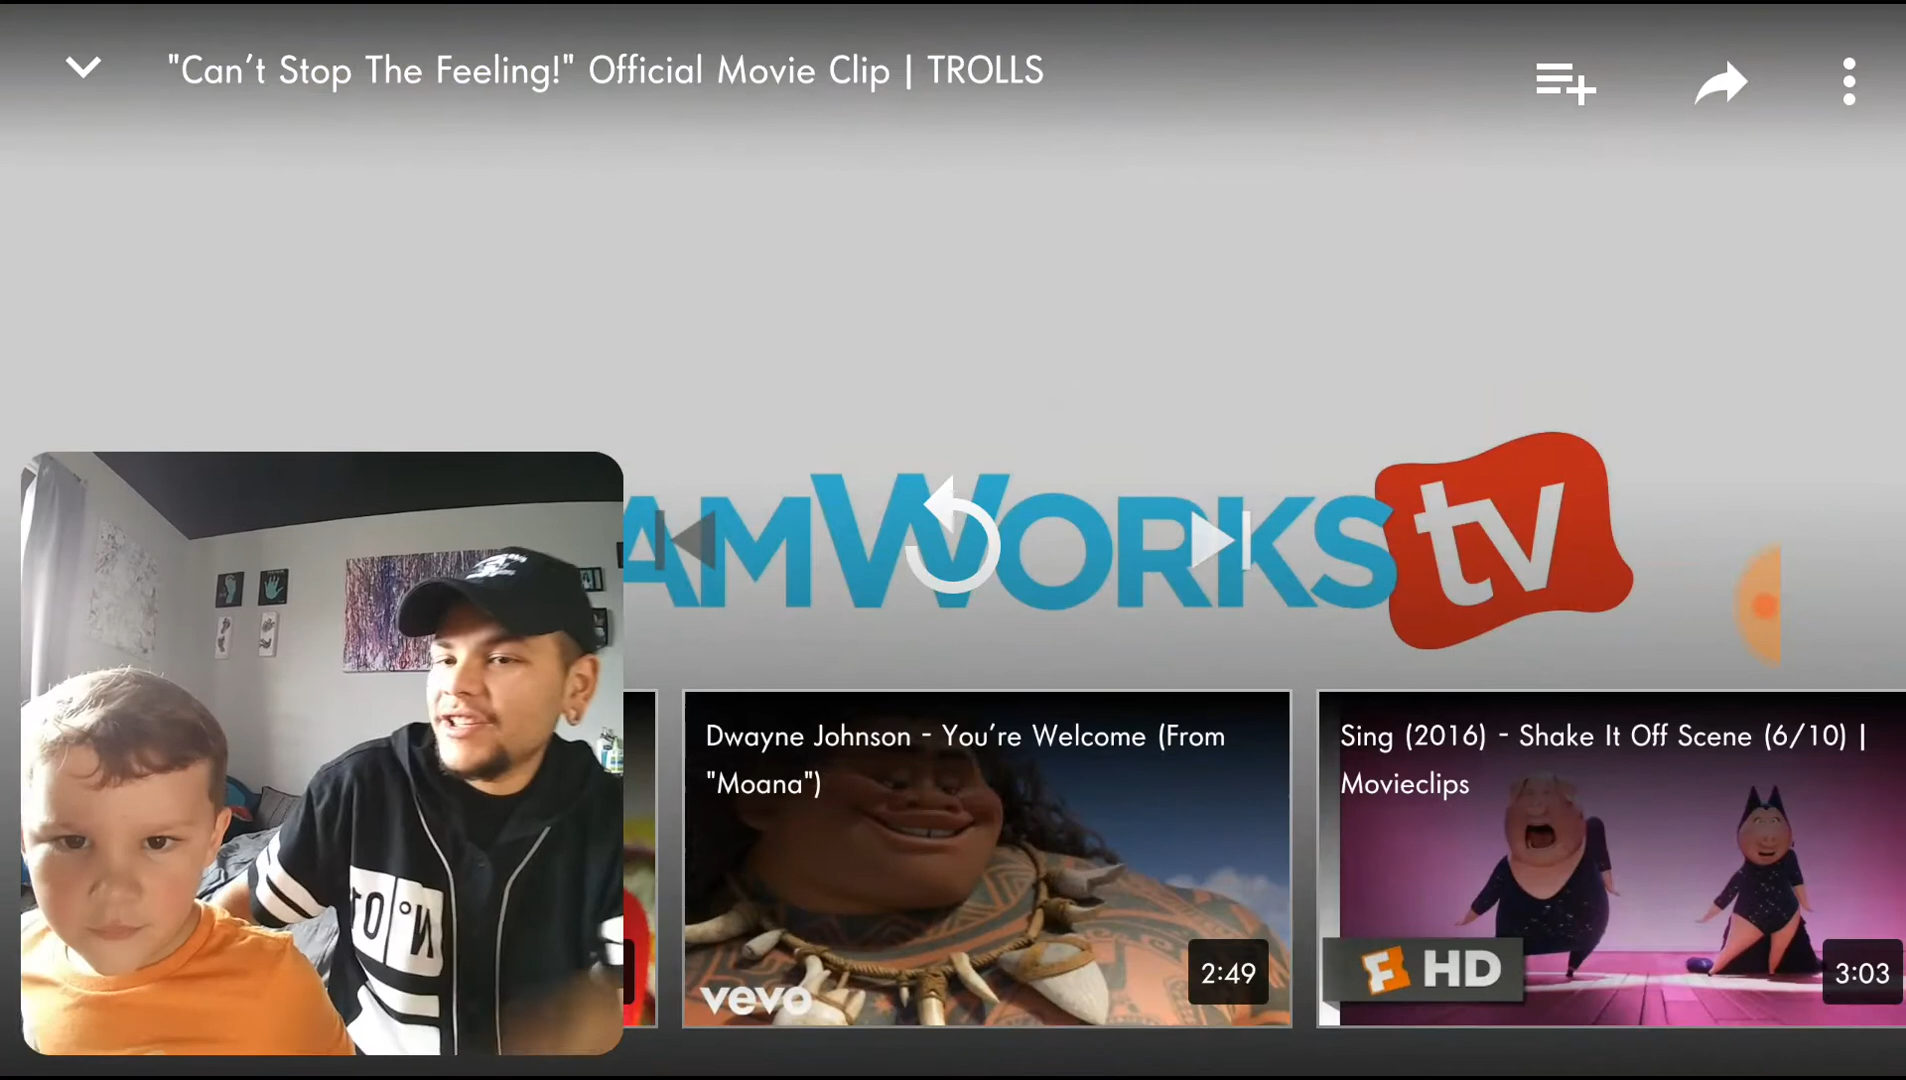 "Can't Stop The Feeling!" Official Movie Clip | TROLLS
AMWORKS tv
Dwayne Johnson - You're Welcome (From
"Moana")
vevo
2:49
Sing (2016) - Shake It Off Scene (6/10) |
Movieclips
F HD
3:03